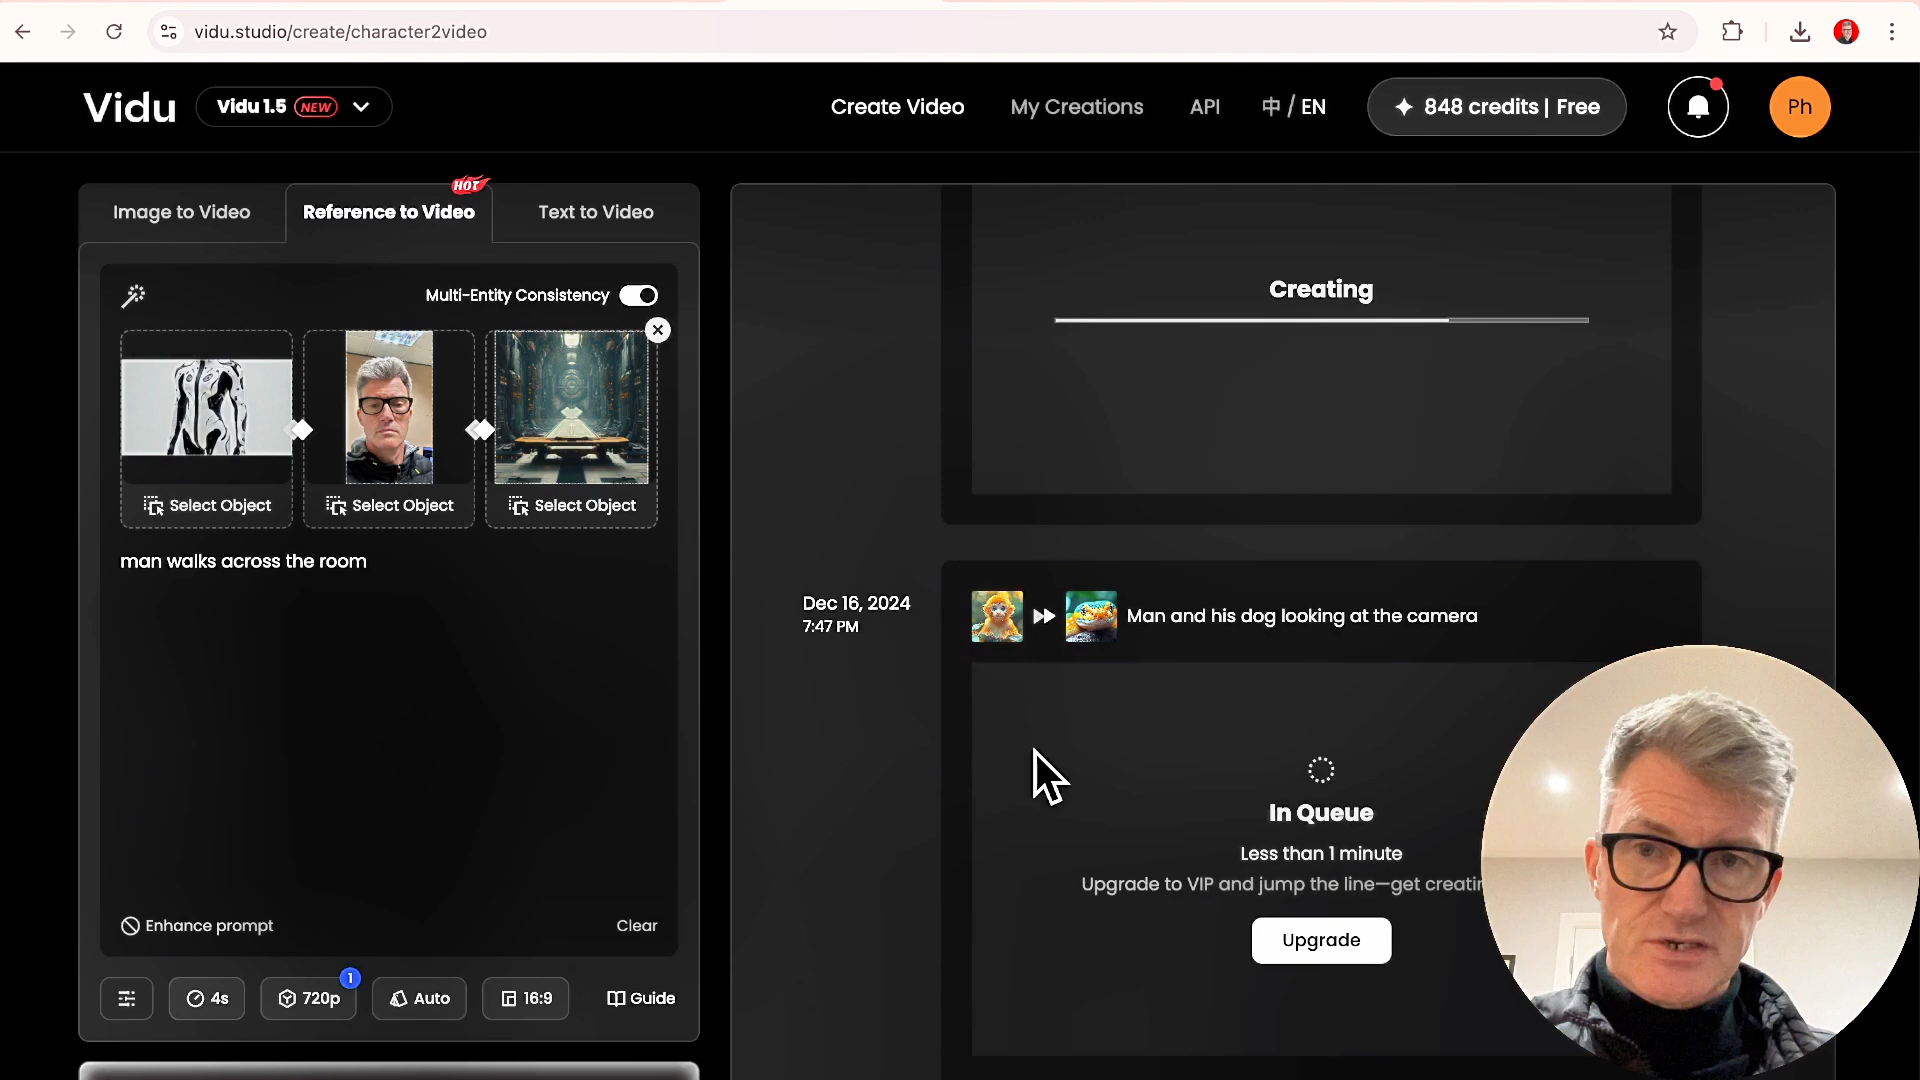 vidu.studio/create/character2video
Vidu
Vidu 1.5 NEW
Create Video
My Creations
API
中 / EN
848 credits | Free
Ph
Image to Video
HOT
Reference to Video
Text to Video
Multi-Entity Consistency
Select Object
Select Object
Select Object
man walks across the room
Enhance prompt
Clear
4s
1
720p
Auto
16:9
Guide
Creating
Dec 16, 2024
7:47 PM
Man and his dog looking at the camera
In Queue
Less than 1 minute
Upgrade to VIP and jump the line—get
Upgrade